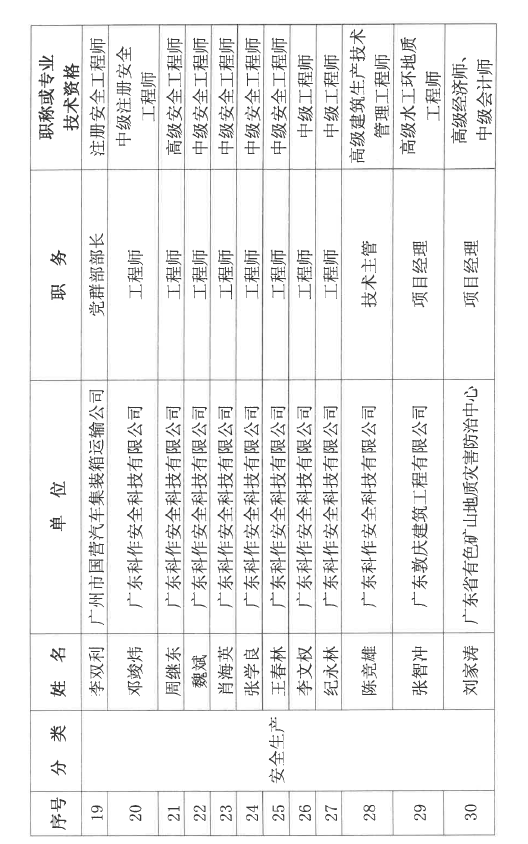 序号 分类 姓名 单位 职务 职称或专业
技术资格
19 李双利 广州市国营汽车集装箱运输公司 党群部部长 注册安全工程师
20 邓竣炜 广东科作安全科技有限公司 工程师 中级注册安全
工程师
21 周继东 广东科作安全科技有限公司 工程师 高级安全工程师
22 魏斌 广东科作安全科技有限公司 工程师 中级安全工程师
23 肖海英 广东科作安全科技有限公司 工程师 中级安全工程师
24 张学良 广东科作安全科技有限公司 工程师 中级安全工程师
25 安全生产 王春林 广东科作安全科技有限公司 工程师 中级安全工程师
26 李文权 广东科作安全科技有限公司 工程师 中级工程师
27 纪永林 广东科作安全科技有限公司 工程师 中级工程师
28 陈竞雄 广东科作安全科技有限公司 技术主管 高级建筑生产技术
管理工程师
29 张智冲 广东敦庆建筑工程有限公司 项目经理 高级水工环地质
工程师
30 刘家涛 广东省有色矿山地质灾害防治中心 项目经理 高级经济师、
中级会计师